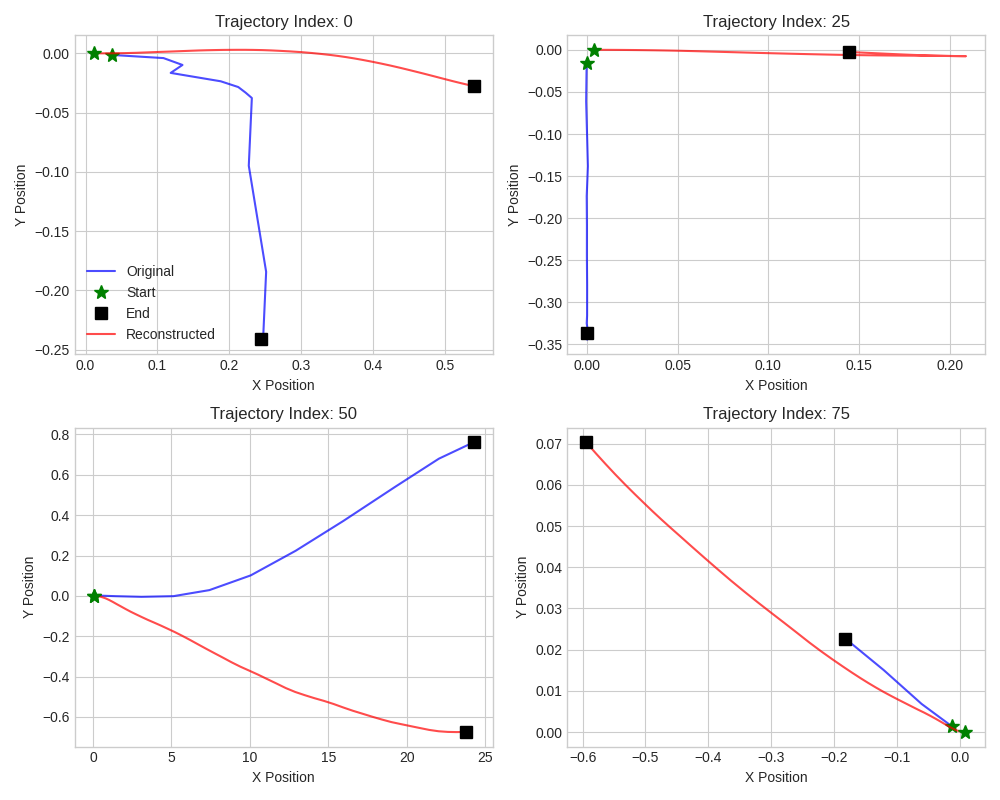 Trajectory Index: 0
0.00
−0.05
−0.10
−0.15
−0.20
−0.25
Y Position
Original
Start
End
Reconstructed
0.0 0.1 0.2 0.3 0.4 0.5
X Position
Trajectory Index: 25
0.00
−0.05
−0.10
−0.15
−0.20
−0.25
−0.30
−0.35
Y Position
0.00 0.05 0.10 0.15 0.20
X Position
Trajectory Index: 50
0.8
0.6
0.4
0.2
0.0
−0.2
−0.4
−0.6
Y Position
0 5 10 15 20 25
X Position
Trajectory Index: 75
0.07
0.06
0.05
0.04
0.03
0.02
0.01
0.00
Y Position
−0.6 −0.5 −0.4 −0.3 −0.2 −0.1 0.0
X Position